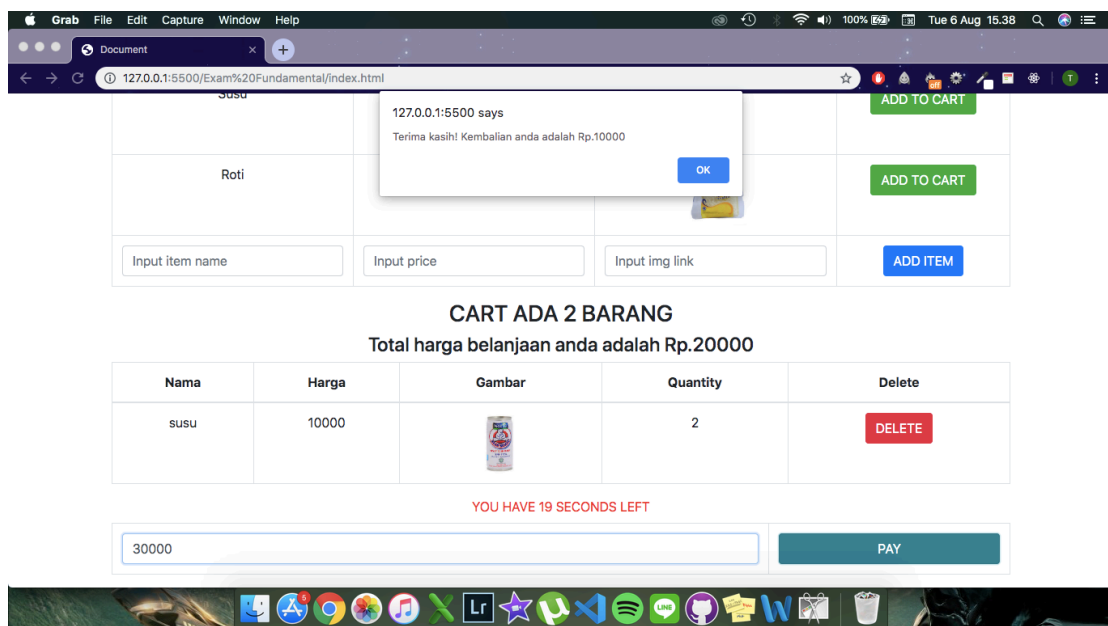 Grab File Edit Capture Window Help 100% Tue 6 Aug 15.38
Document
127.0.0.1:5500/Exam%20Fundamental/index.html
off T
127.0.0.1:5500 says
Terima kasih! Kembalian anda adalah Rp.10000
OK
Susu ADD TO CART
Roti ADD TO CART
Input item name Input price Input img link ADD ITEM
CART ADA 2 BARANG
Total harga belanjaan anda adalah Rp.20000
Nama Harga Gambar Quantity Delete
susu 10000 2 DELETE
YOU HAVE 19 SECONDS LEFT
30000 PAY
5 Lr LINE